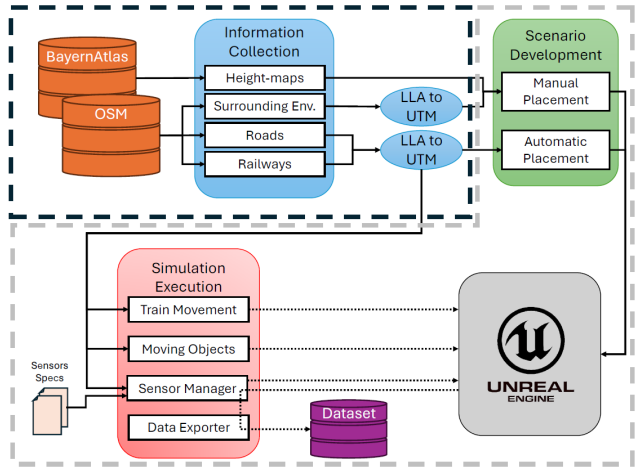 BayernAtlas
OSM
Information
Collection
Height-maps
Surrounding Env.
Roads
Railways
LLA to
UTM
LLA to
UTM
Scenario
Development
Manual
Placement
Automatic
Placement
Simulation
Execution
Train Movement
Moving Objects
Sensor Manager
Data Exporter
Sensors
Specs
Dataset
UNREAL
ENGINE